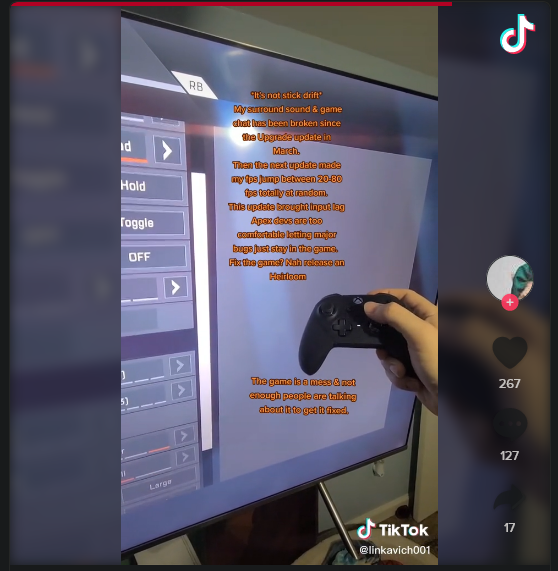 RB
"It's not stick drift"
My surround sound & game
chat has been broken since
the Upgrade update in
March.
Then the next update made
my fps jump between 20-80
fps totally at random.
This update brought input lag
Apex devs are too
comfortable letting major
bugs just stay in the game.
Fix the game? Nah release an
Heirloom
Hold
Toggle
OFF
The game is a mess & not
enough people are talking
about it to get it fixed.
Large
267
127
17
TikTok
@linkavich001